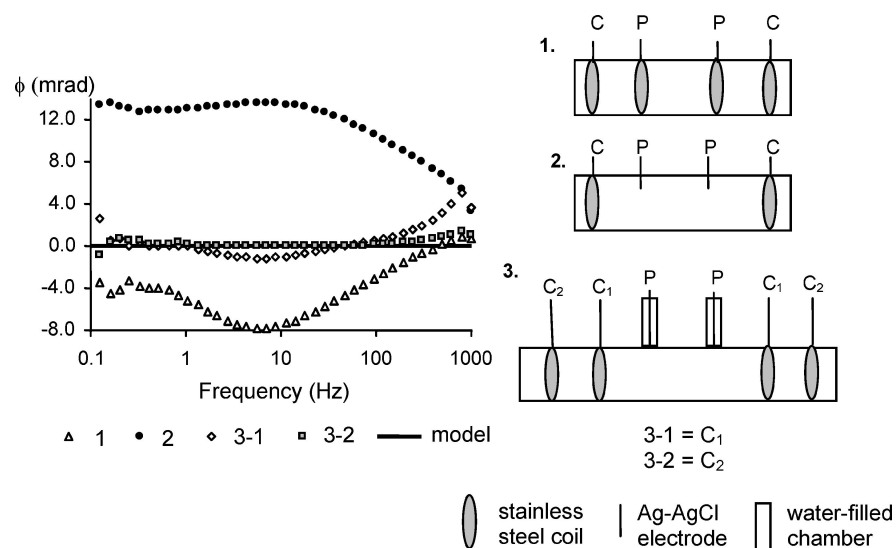 ϕ (mrad)
12.0
8.0
4.0
0.0
-4.0
-8.0
0.1 1 10 100 1000
Frequency (Hz)
1 2 3-1 3-2 model
1.
C P P C
2.
C P P C
3.
C₂ C₁ P P C₁ C₂
3-1 = C₁
3-2 = C₂
stainless
steel coil
Ag-AgCl
electrode
water-filled
chamber